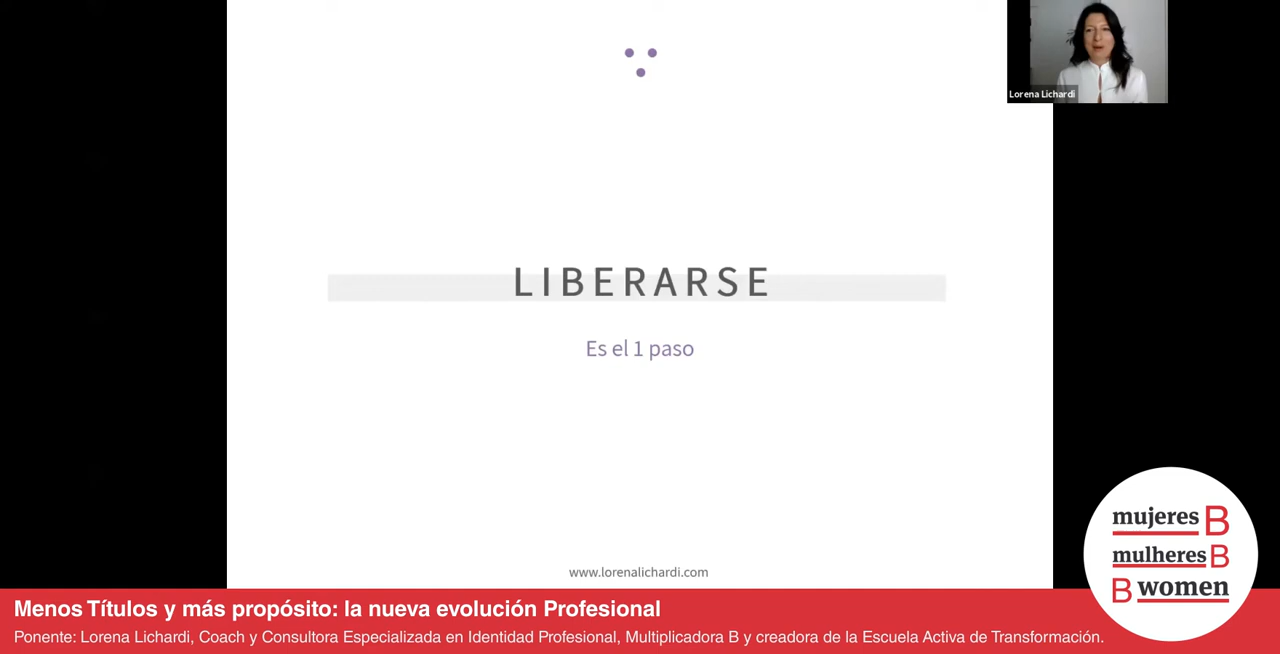 Lorena Lichardi
LIBERARSE
Es el 1 paso
www.lorenalichardi.com
mujeres B
mulheres B
B women
Menos Títulos y más propósito: la nueva evolución Profesional
Ponente: Lorena Lichardi, Coach y Consultora Especializada en Identidad Profesional, Multiplicadora B y creadora de la Escuela Activa de Transformación.